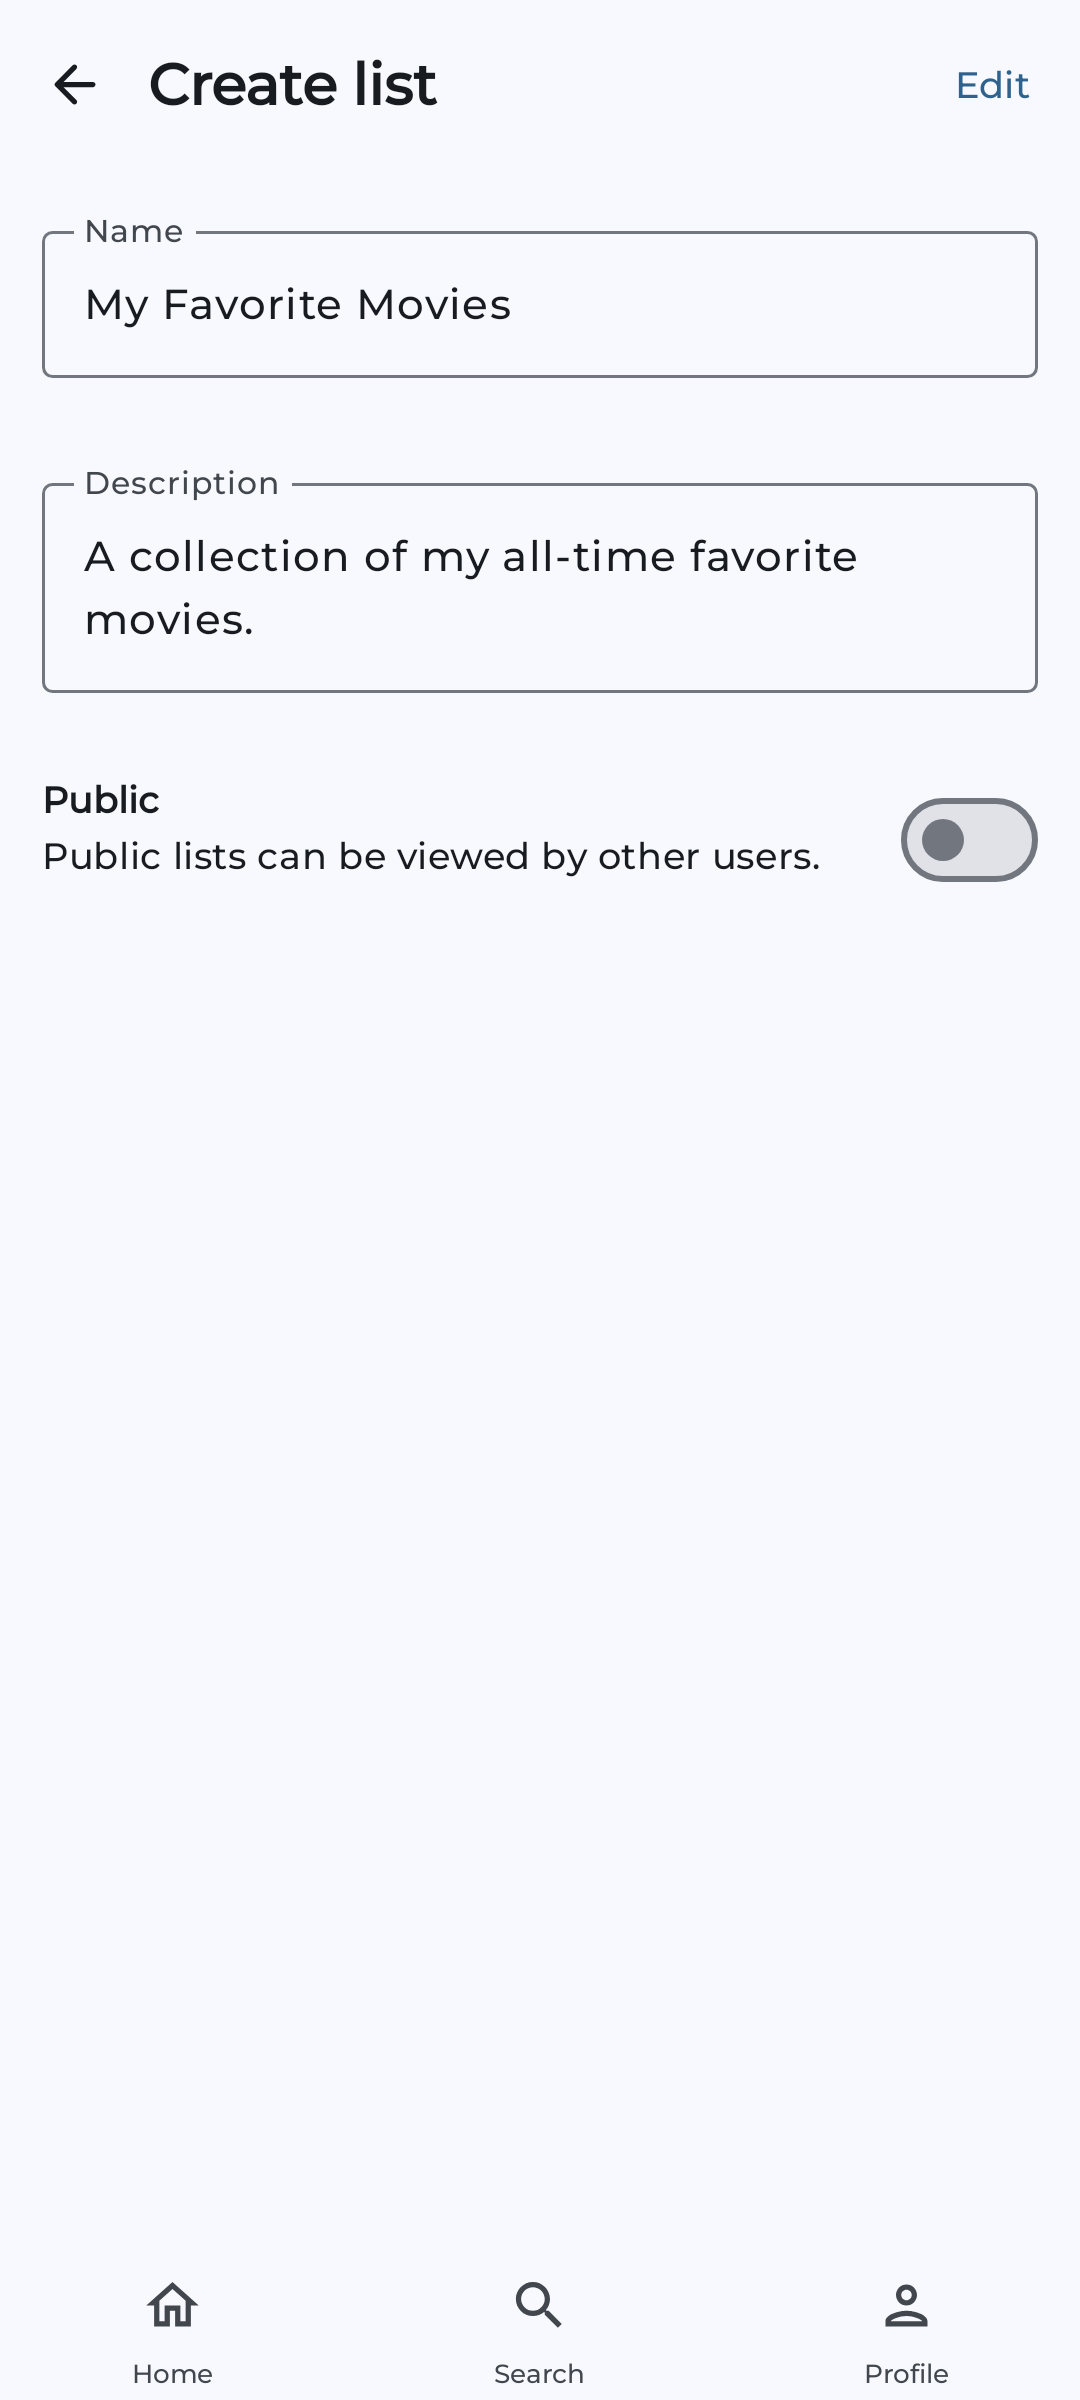 Create list
Edit
Name
My Favorite Movies
Description
A collection of my all-time favorite
movies.
Public
Public lists can be viewed by other users.
Home
Search
Profile